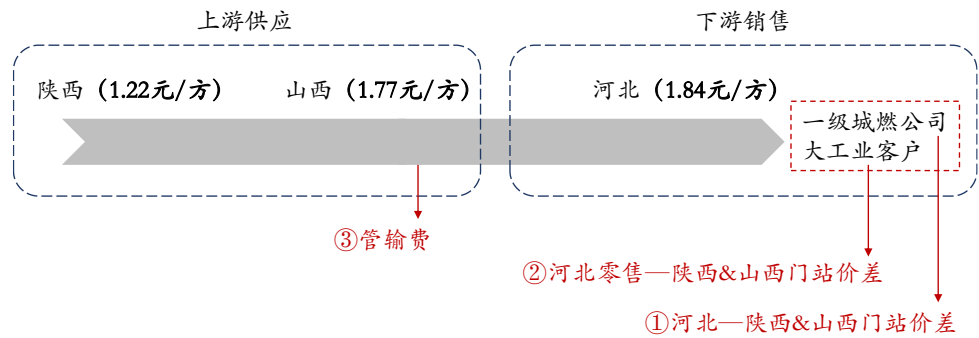 上游供应
下游销售
陕西（1.22元/方）
山西（1.77元/方）
河北（1.84元/方）
一级城燃公司
大工业客户
③管输费
②河北零售—陕西&山西门站价差
①河北—陕西&山西门站价差